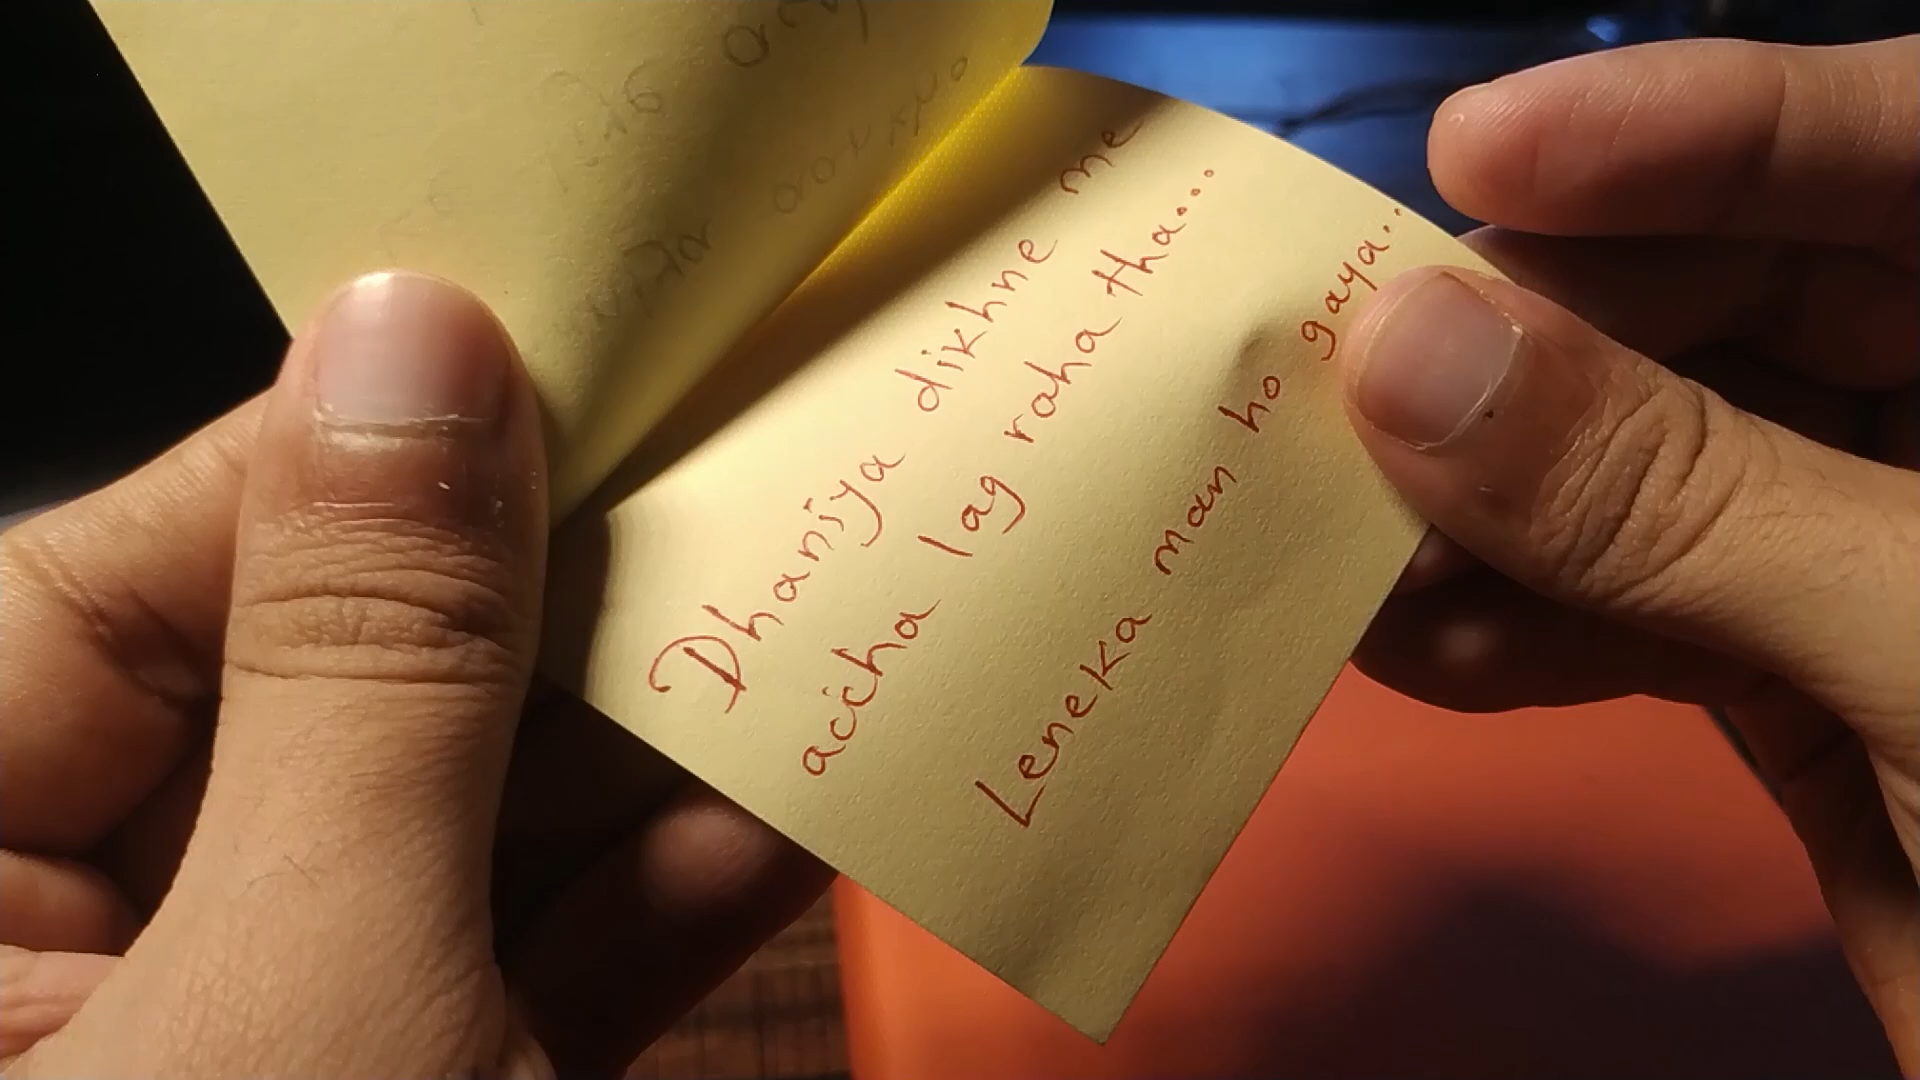 Dhaniya dikhne me
accha lag raha tha....
Leneka man ho gaya..